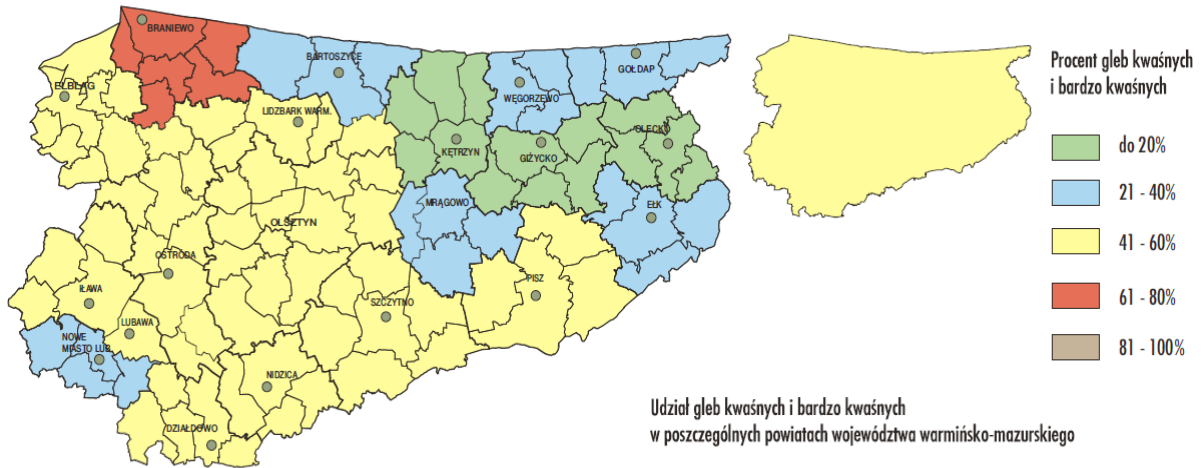 BRANIEWO
BARTOSZYCE
GOŁDAP
ELBLĄG
WĘGORZEWO
LIDZBARK WARM.
OLECKO
KĘTRZYN
GIŻYCKO
MRĄGOWO
EŁK
OLSZTYN
OSTRÓDA
PISZ
IŁAWA
SZCZYTNO
LUBAWA
NOWE
MIASTO LUB.
NIDZICA
DZIAŁDOWO
Procent gleb kwaśnych
i bardzo kwaśnych
do 20%
21 - 40%
41 - 60%
61 - 80%
81 - 100%
Udział gleb kwaśnych i bardzo kwaśnych
w poszczególnych powiatach województwa warmińsko-mazurskiego